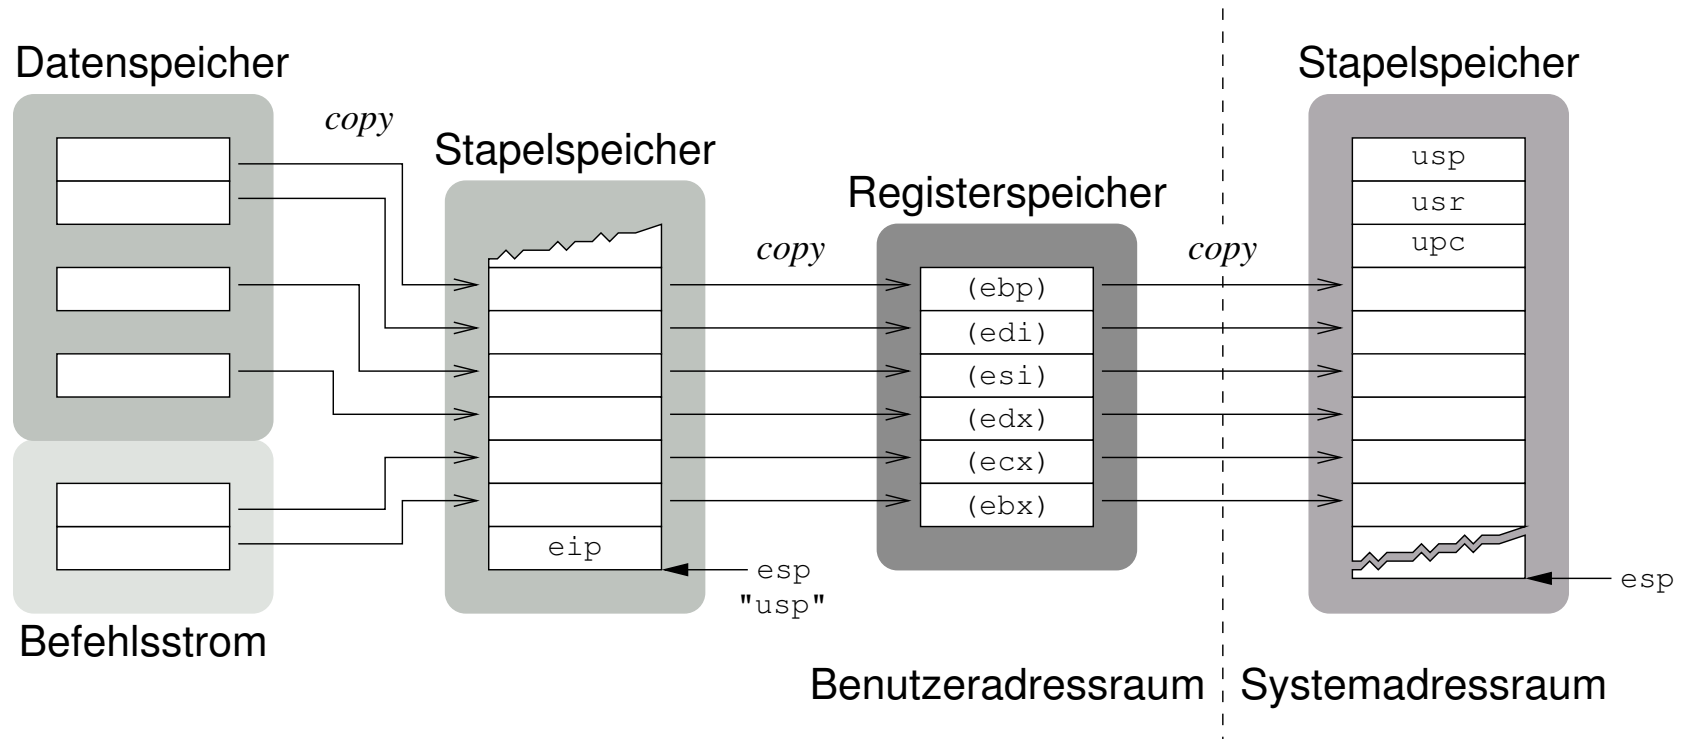 Datenspeicher
copy
Stapelspeicher
eip
esp
"usp"
Befehlsstrom
copy
Registerspeicher
(ebp)
(edi)
(esi)
(edx)
(ecx)
(ebx)
copy
Stapelspeicher
usp
usr
upc
esp
Benutzeradressraum
Systemadressraum